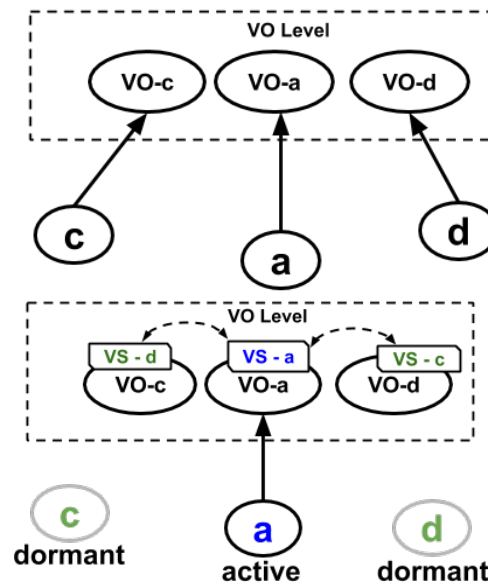 VO Level
VO-c VO-a VO-d
c
a
d
VO Level
VS - d VS - a VS - c
VO-c VO-a VO-d
c a d
dormant active dormant